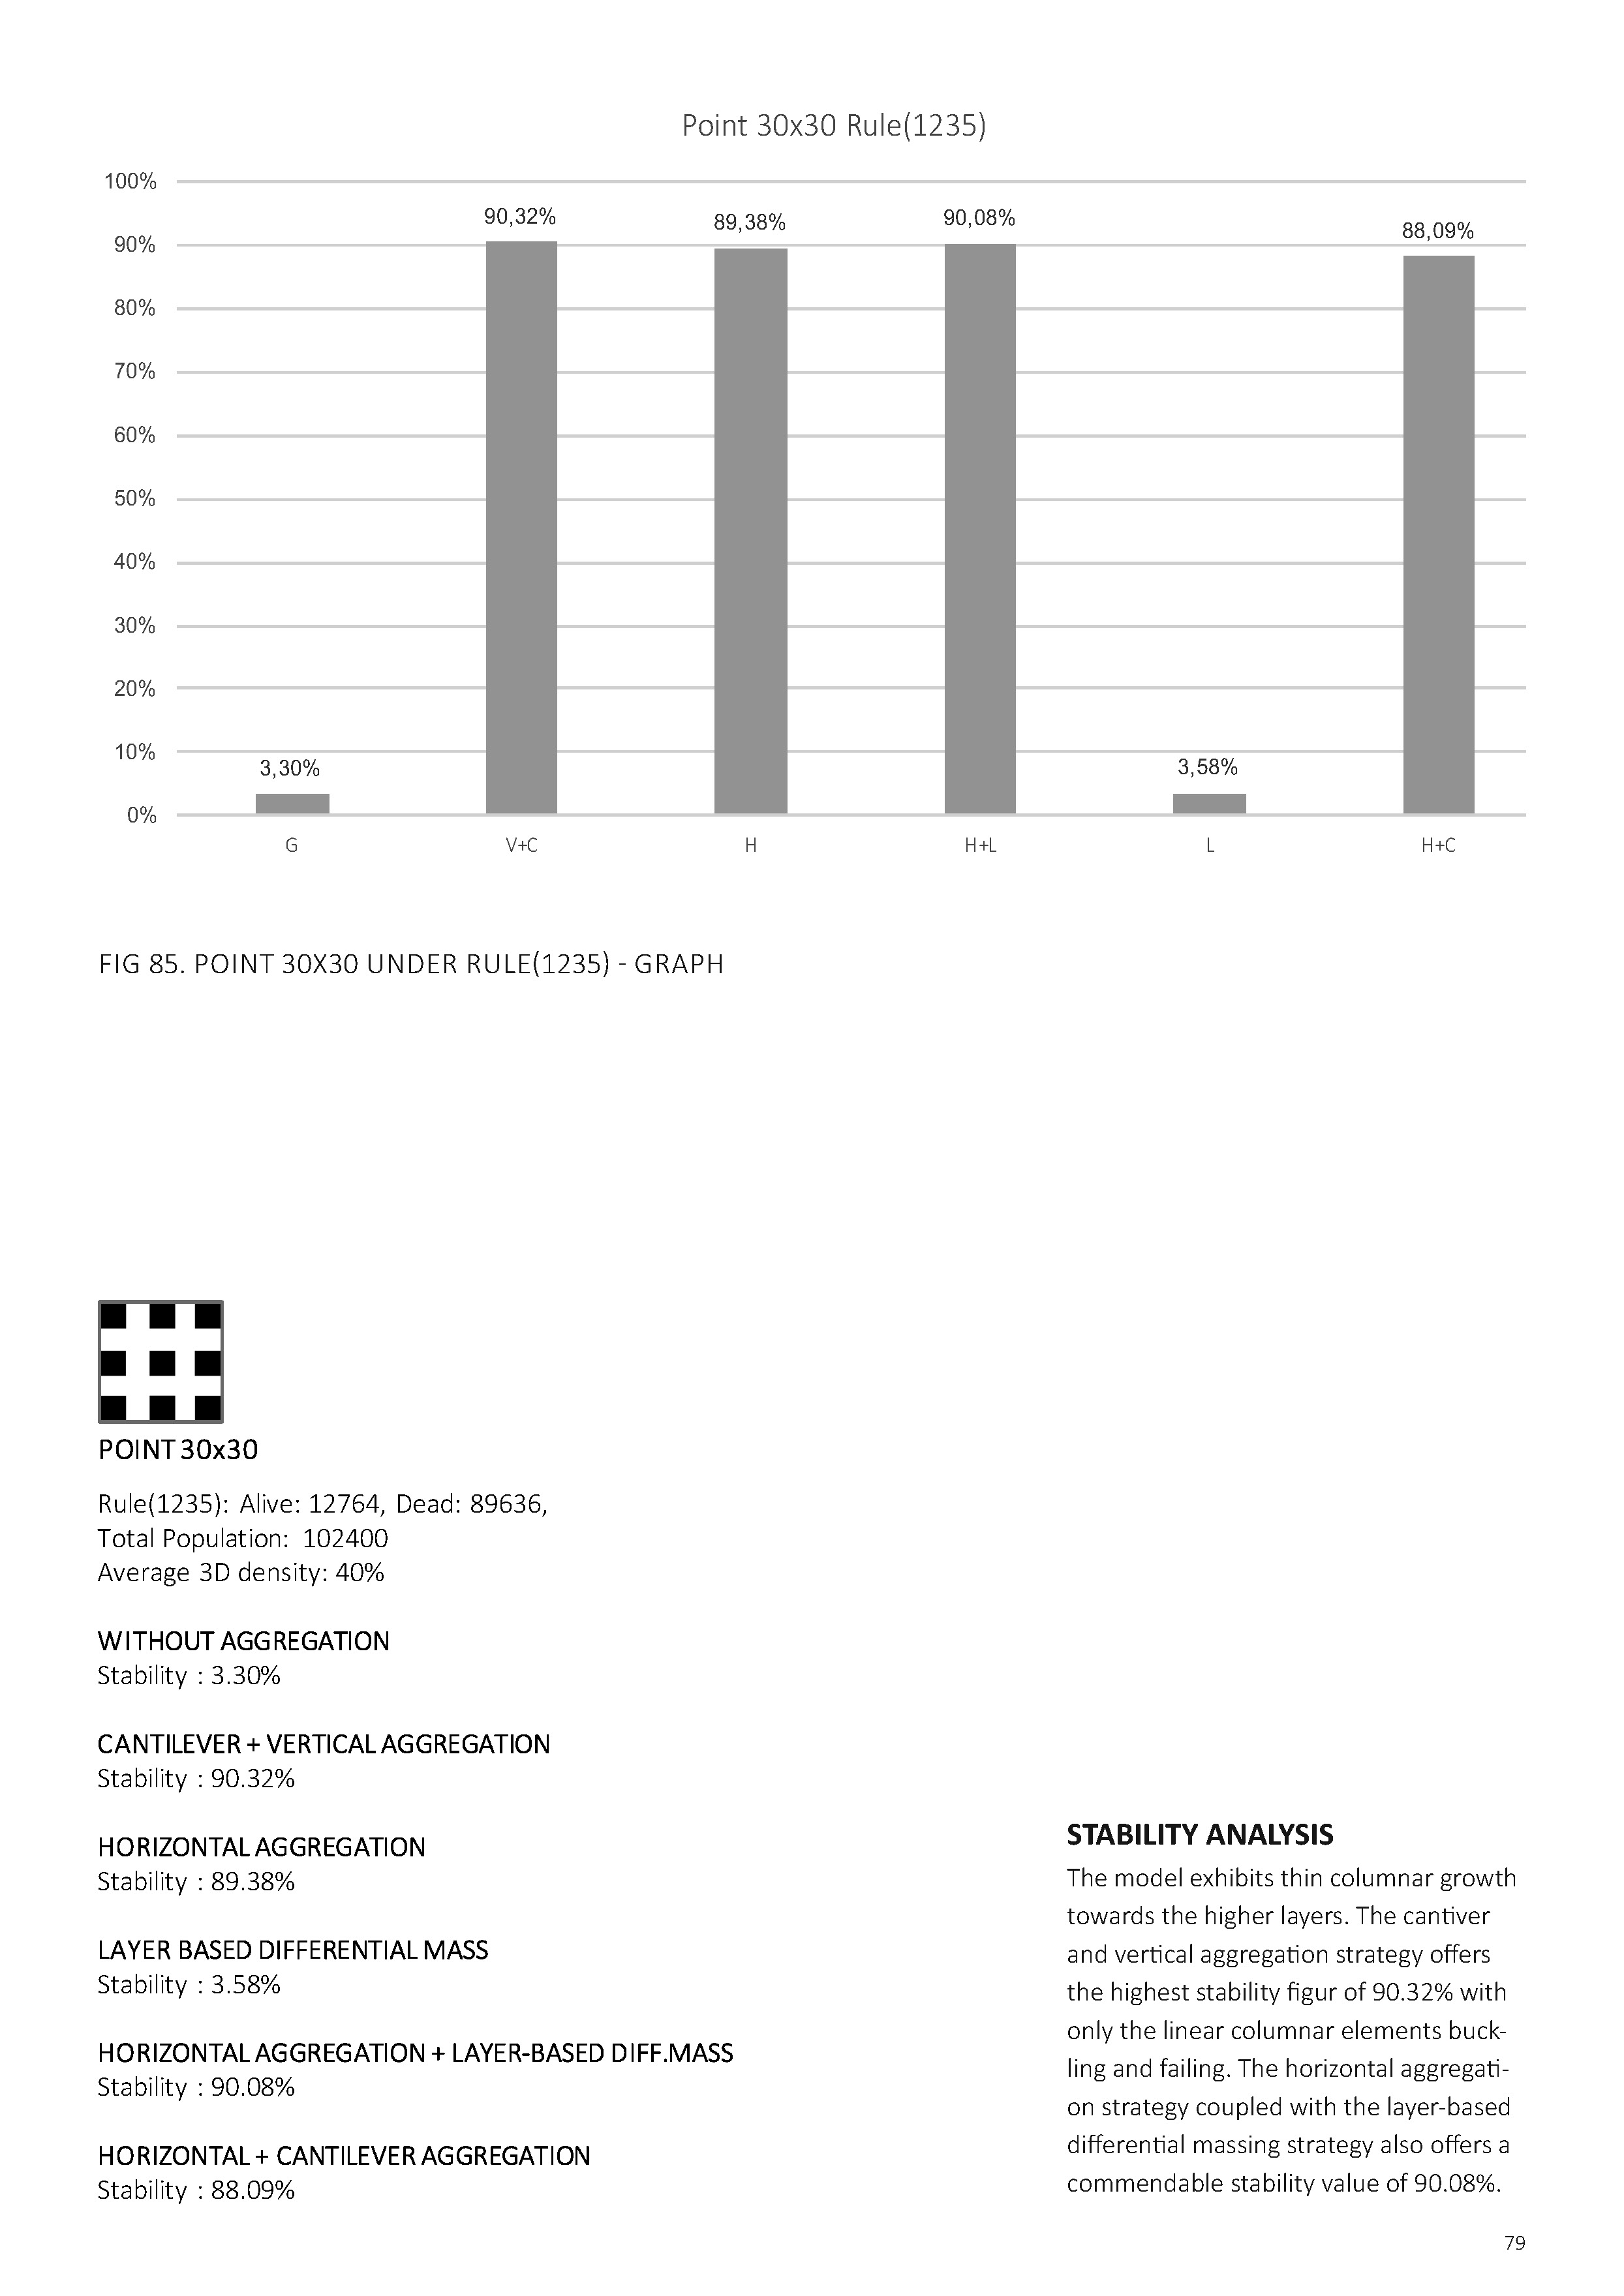 Point 30x30 Rule(1235)
100%
90%
80%
70%
60%
50%
40%
30%
20%
10%
0%
3,30%
90,32%
89,38%
90,08%
3,58%
88,09%
G
V+C
H
H+L
L
H+C
FIG 85. POINT 30X30 UNDER RULE(1235) - GRAPH
POINT 30x30
Rule(1235): Alive: 12764, Dead: 89636,
Total Population: 102400
Average 3D density: 40%
WITHOUT AGGREGATION
Stability : 3.30%
CANTILEVER + VERTICAL AGGREGATION
Stability : 90.32%
HORIZONTAL AGGREGATION
Stability : 89.38%
LAYER BASED DIFFERENTIAL MASS
Stability : 3.58%
HORIZONTAL AGGREGATION + LAYER-BASED DIFF.MASS
Stability : 90.08%
HORIZONTAL + CANTILEVER AGGREGATION
Stability : 88.09%
STABILITY ANALYSIS
The model exhibits thin columnar growth
towards the higher layers. The cantiver
and vertical aggregation strategy offers
the highest stability figur of 90.32% with
only the linear columnar elements buck-
ling and failing. The horizontal aggregati-
on strategy coupled with the layer-based
differential massing strategy also offers a
commendable stability value of 90.08%.
79